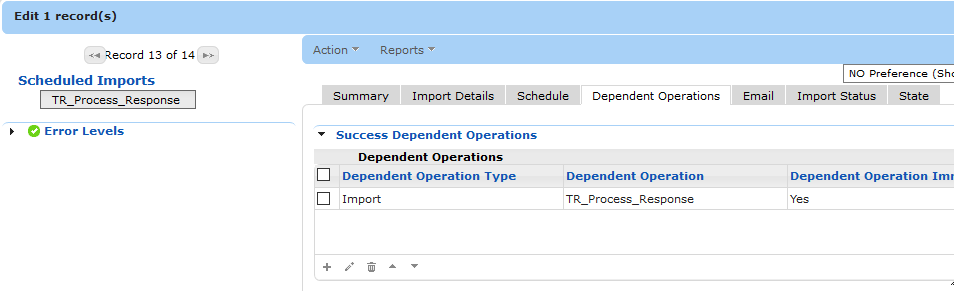 Edit 1 record(s)
Record 13 of 14
Scheduled Imports
TR_Process_Response
Error Levels
Action Reports
NO Preference (Sho
Summary Import Details Schedule Dependent Operations Email Import Status State
Success Dependent Operations
Dependent Operations
Dependent Operation Type Dependent Operation Dependent Operation Imm
Import TR_Process_Response Yes